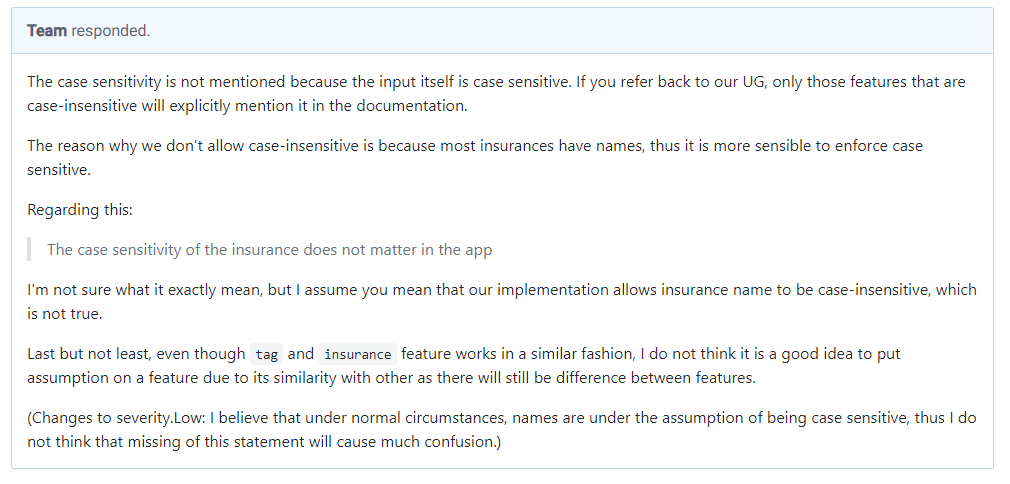 Team responded.
The case sensitivity is not mentioned because the input itself is case sensitive. If you refer back to our UG, only those features that are
case-insensitive will explicitly mention it in the documentation.
The reason why we don't allow case-insensitive is because most insurances have names, thus it is more sensible to enforce case
sensitive.
Regarding this:
The case sensitivity of the insurance does not matter in the app
I'm not sure what it exactly mean, but I assume you mean that our implementation allows insurance name to be case-insensitive, which
is not true.
Last but not least, even though tag and insurance feature works in a similar fashion, I do not think it is a good idea to put
assumption on a feature due to its similarity with other as there will still be difference between features.
(Changes to severity.Low: I believe that under normal circumstances, names are under the assumption of being case sensitive, thus I do
not think that missing of this statement will cause much confusion.)